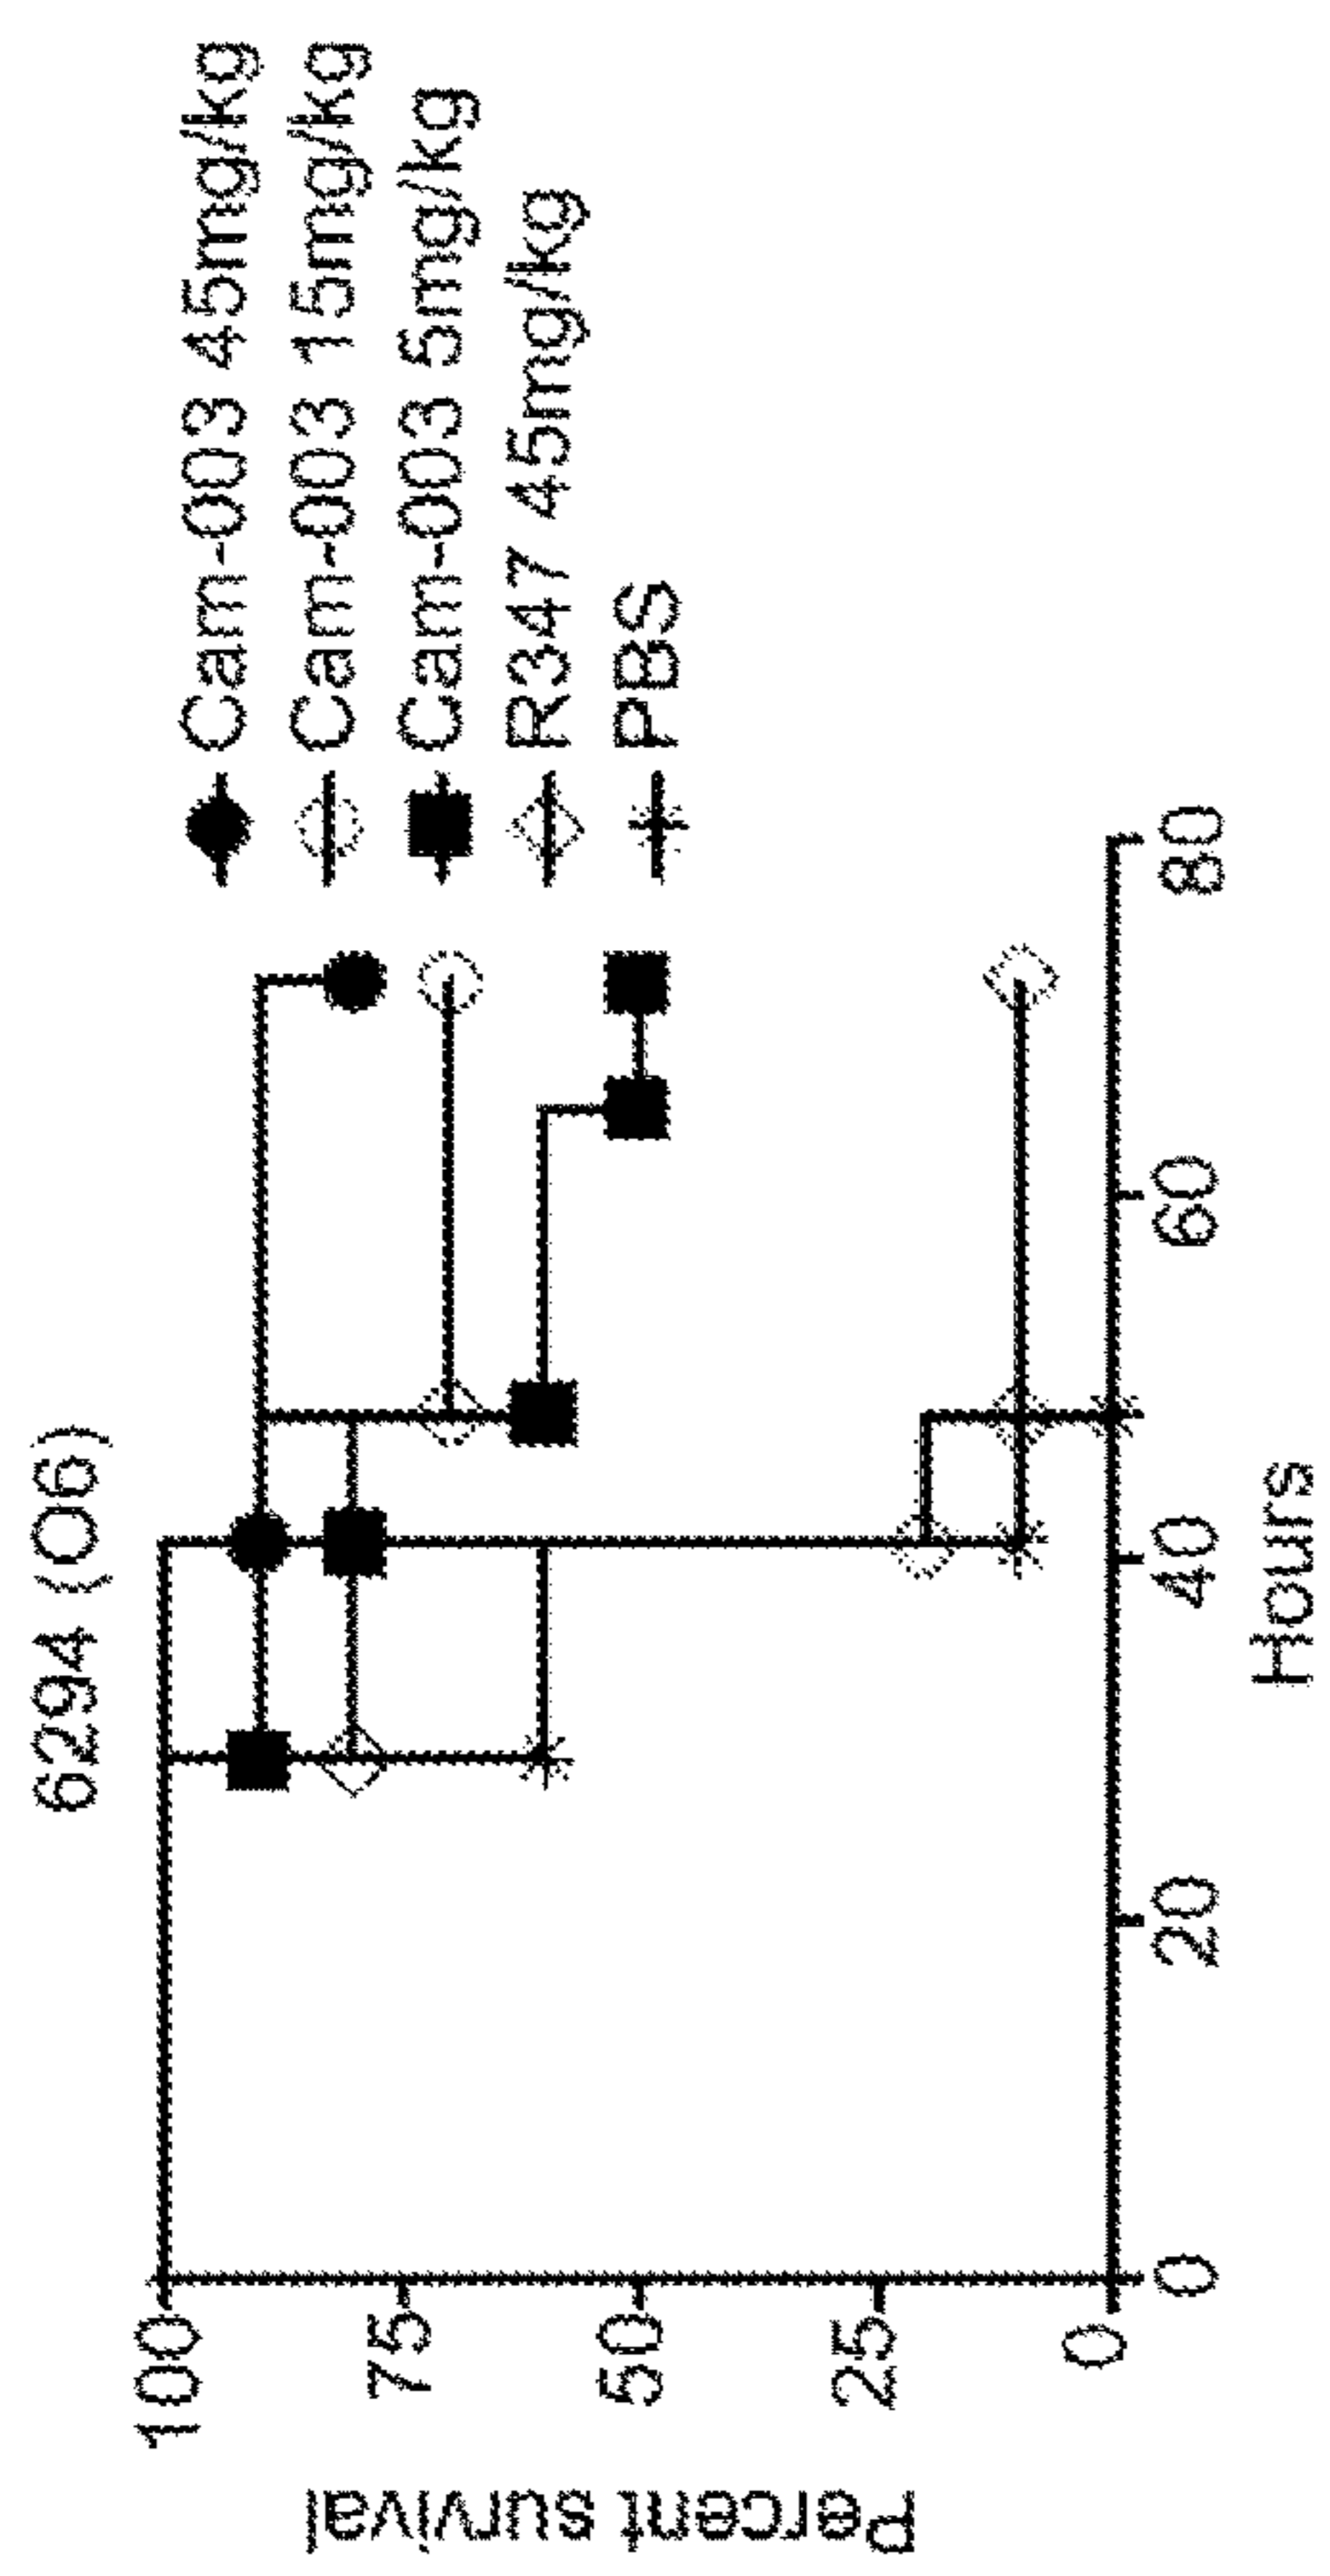 6294 (O6)
Percent survival
100
75
50
25
0
0
20
40
60
80
Hours
Cam-003 45mg/kg
Cam-003 15mg/kg
Cam-003 5mg/kg
R347 45mg/kg
PBS